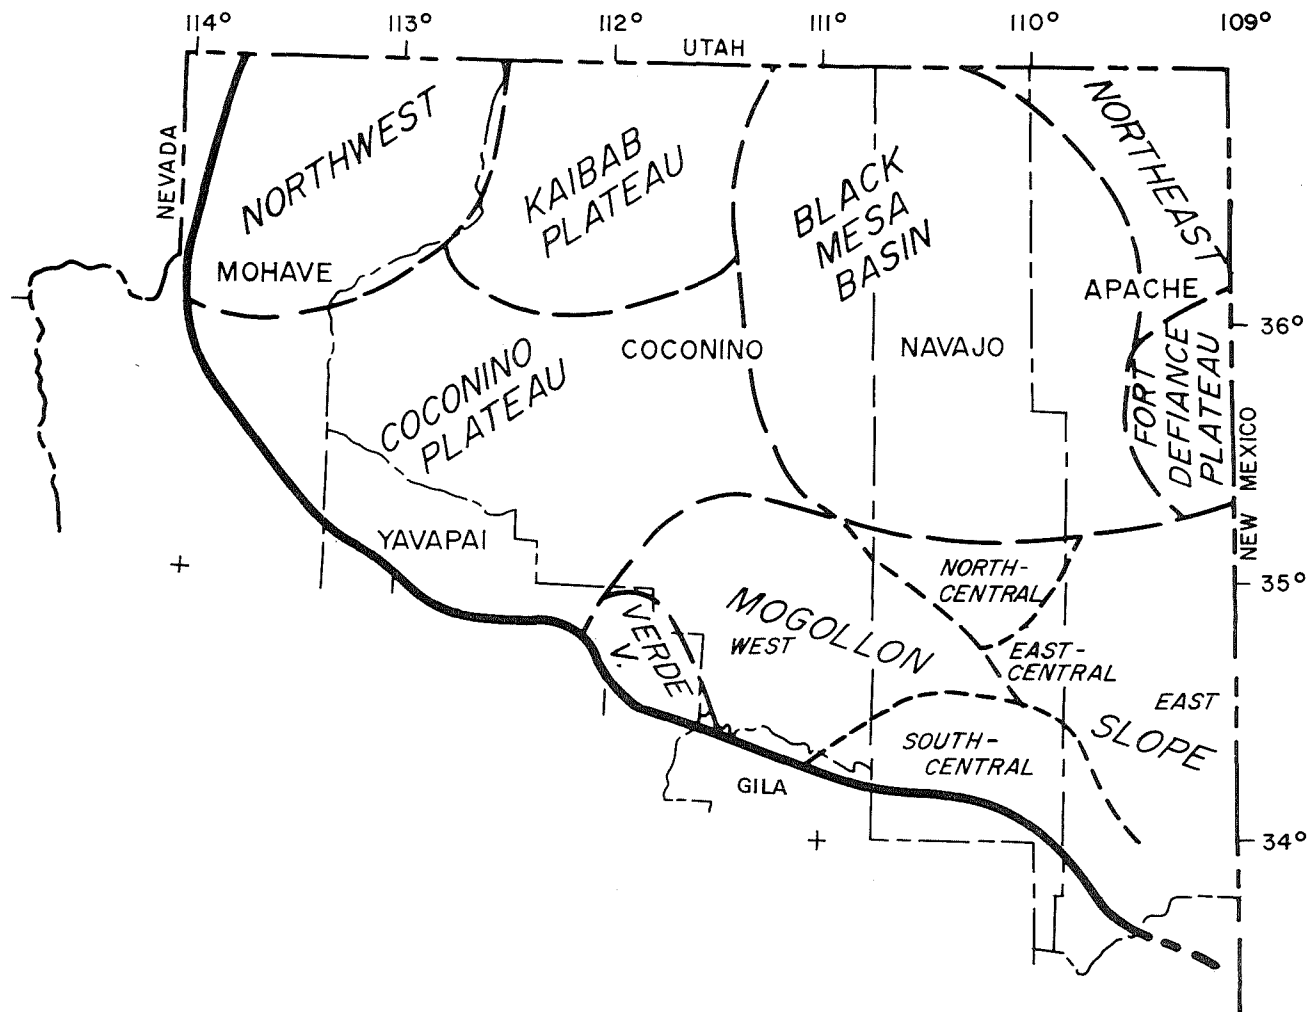 114° 113° 112° 111° 110° 109°
UTAH
NEVADA
NORTHWEST
KAIBAB
PLATEAU
BLACK
MESA
BASIN
NORTHEAST
MOHAVE
APACHE
36°
COCONINO
NAVAJO
COCONINO
PLATEAU
FORT
DEFIANCE
PLATEAU
NEW MEXICO
YAVAPAI
35°
NORTH-
CENTRAL
VERDE
V.
MOGOLLON
WEST
EAST-
CENTRAL
EAST
SLOPE
SOUTH-
CENTRAL
GILA
34°